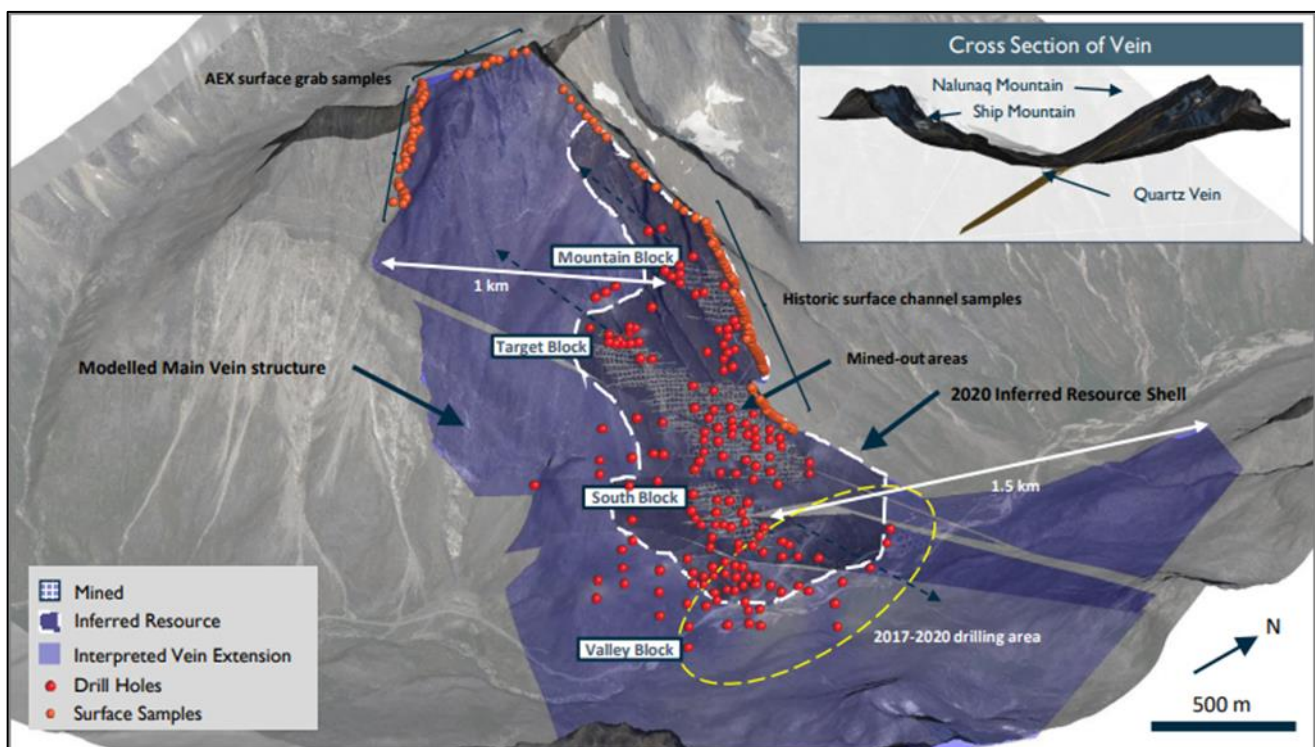 AEX surface grab samples
Cross Section of Vein
Nalunaq Mountain
Ship Mountain
Quartz Vein
Mountain Block
1 km
Historic surface channel samples
Target Block
Mined-out areas
Modelled Main Vein structure
2020 Inferred Resource Shell
1.5 km
South Block
Mined
Inferred Resource
Interpreted Vein Extension
Drill Holes
Surface Samples
Valley Block
2017-2020 drilling area
N
500 m